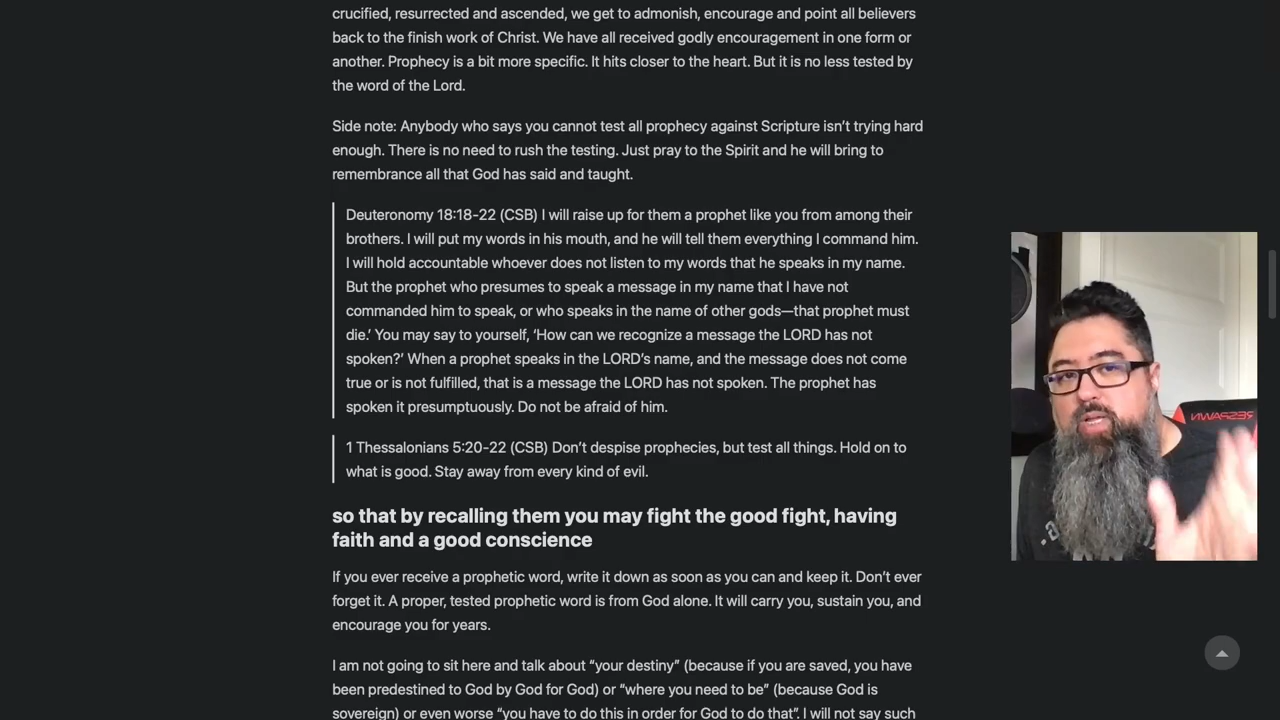 crucified, resurrected and ascended, we get to admonish, encourage and point all believers
back to the finish work of Christ. We have all received godly encouragement in one form or
another. Prophecy is a bit more specific. It hits closer to the heart. But it is no less tested by
the word of the Lord.
Side note: Anybody who says you cannot test all prophecy against Scripture isn’t trying hard
enough. There is no need to rush the testing. Just pray to the Spirit and he will bring to
remembrance all that God has said and taught.
Deuteronomy 18:18-22 (CSB) I will raise up for them a prophet like you from among their
brothers. I will put my words in his mouth, and he will tell them everything I command him.
I will hold accountable whoever does not listen to my words that he speaks in my name.
But the prophet who presumes to speak a message in my name that I have not
commanded him to speak, or who speaks in the name of other gods—that prophet must
die.’ You may say to yourself, ‘How can we recognize a message the LORD has not
spoken?’ When a prophet speaks in the LORD’s name, and the message does not come
true or is not fulfilled, that is a message the LORD has not spoken. The prophet has
spoken it presumptuously. Do not be afraid of him.
1 Thessalonians 5:20-22 (CSB) Don’t despise prophecies, but test all things. Hold on to
what is good. Stay away from every kind of evil.
so that by recalling them you may fight the good fight, having
faith and a good conscience
If you ever receive a prophetic word, write it down as soon as you can and keep it. Don’t ever
forget it. A proper, tested prophetic word is from God alone. It will carry you, sustain you, and
encourage you for years.
I am not going to sit here and talk about “your destiny” (because if you are saved, you have
been predestined to God by God for God) or “where you need to be” (because God is
sovereign) or even worse “you have to do this in order for God to do that”. I will not say such
RESPAWN